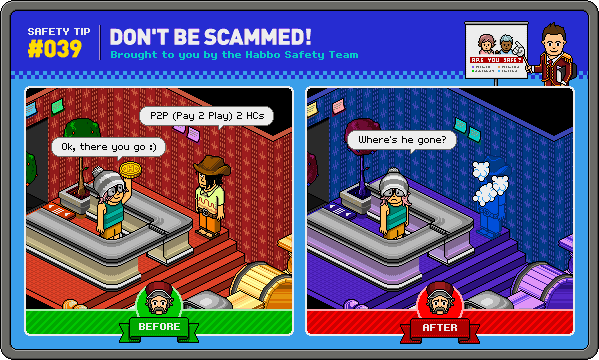 SAFETY TIP
#039
DON'T BE SCAMMED!
Brought to you by the Habbo Safety Team
ARE YOU SAFE?
P2P (Pay 2 Play) 2 HCs
Ok, there you go :)
Where's he gone?
BEFORE
AFTER